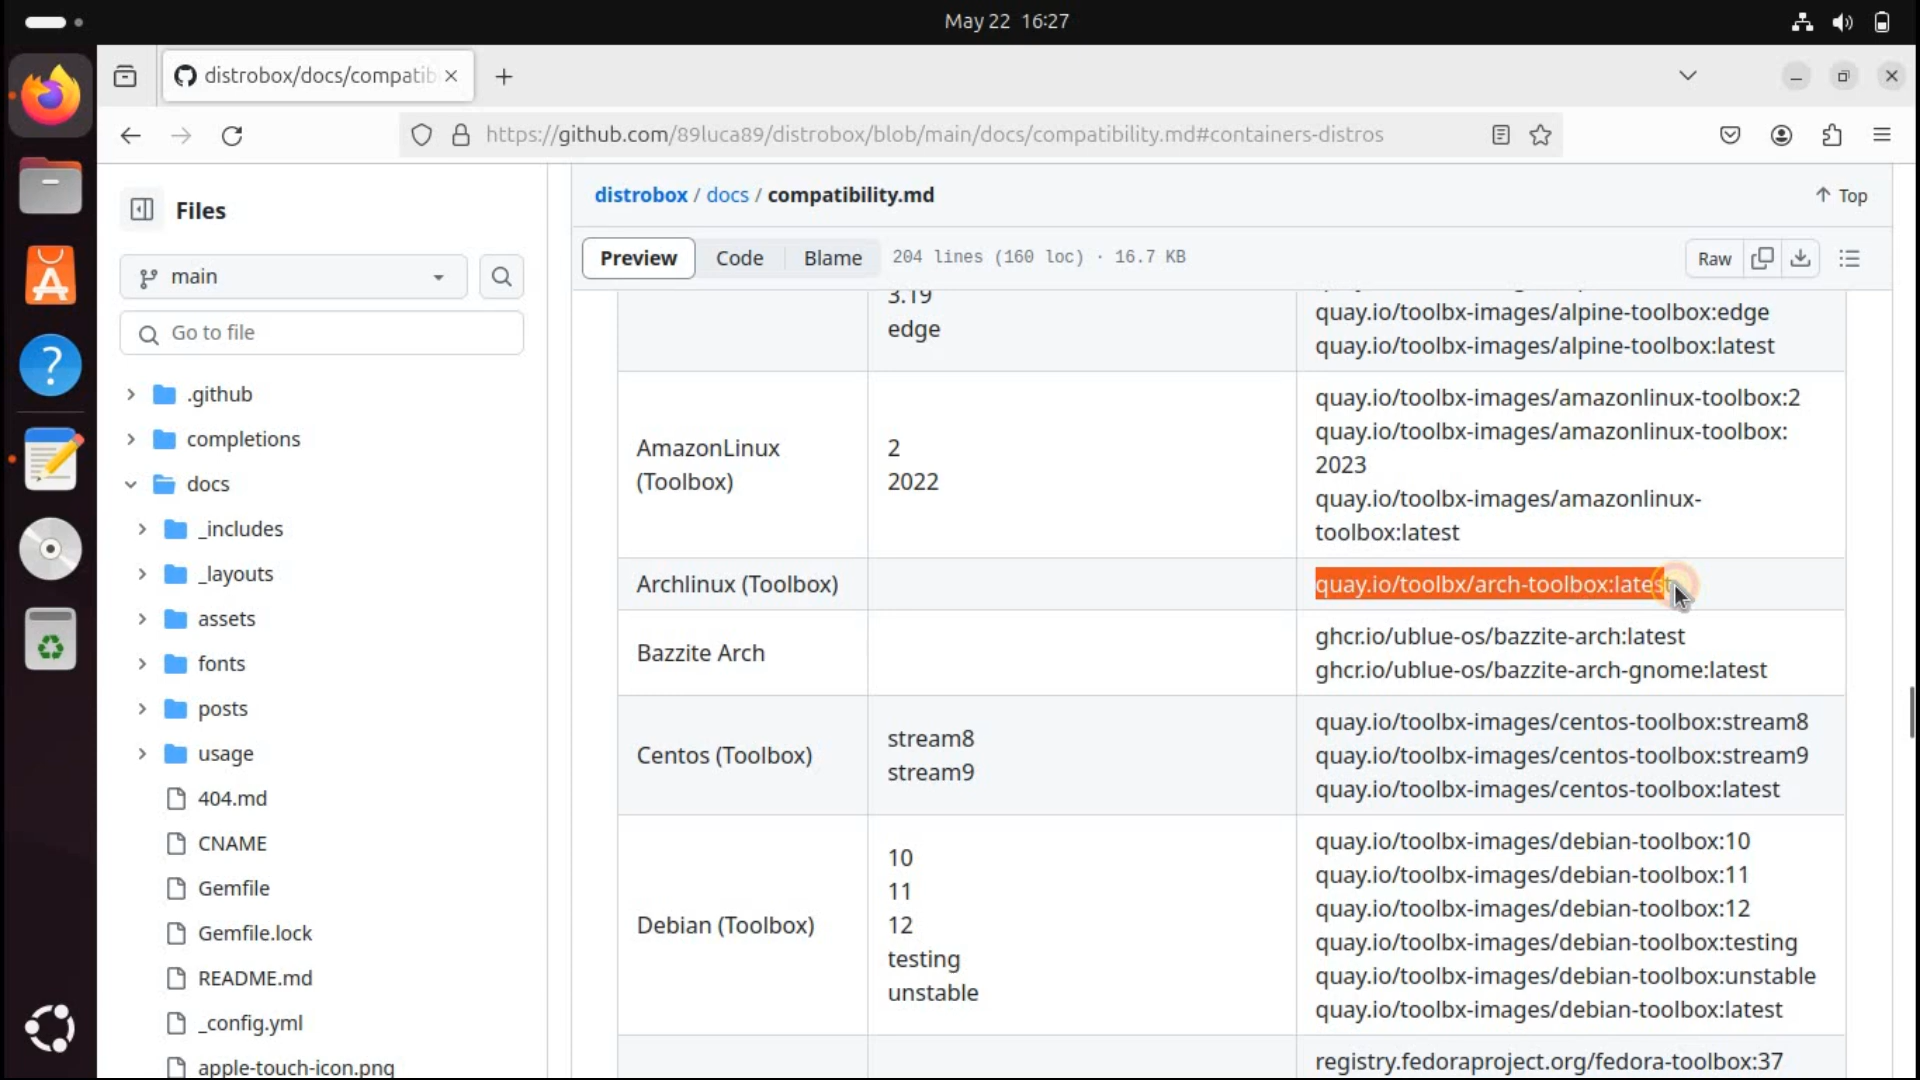 May 22 16:27
distrobox/docs/compatib
https://github.com/89luca89/distrobox/blob/main/docs/compatibility.md#containers-distros
Files
main
Go to file
.github
completions
docs
_includes
_layouts
assets
fonts
posts
usage
404.md
CNAME
Gemfile
Gemfile.lock
README.md
_config.yml
apple-touch-icon.png
distrobox / docs / compatibility.md
Top
Preview
Code
Blame
204 lines (160 loc) · 16.7 KB
Raw
3.19
edge
quay.io/toolbx-images/alpine-toolbox:edge
quay.io/toolbx-images/alpine-toolbox:latest
AmazonLinux
(Toolbox)
2
2022
quay.io/toolbx-images/amazonlinux-toolbox:2
quay.io/toolbx-images/amazonlinux-toolbox:
2023
quay.io/toolbx-images/amazonlinux-
toolbox:latest
Archlinux (Toolbox)
quay.io/toolbx/arch-toolbox:latest
Bazzite Arch
ghcr.io/ublue-os/bazzite-arch:latest
ghcr.io/ublue-os/bazzite-arch-gnome:latest
Centos (Toolbox)
stream8
stream9
quay.io/toolbx-images/centos-toolbox:stream8
quay.io/toolbx-images/centos-toolbox:stream9
quay.io/toolbx-images/centos-toolbox:latest
Debian (Toolbox)
10
11
12
testing
unstable
quay.io/toolbx-images/debian-toolbox:10
quay.io/toolbx-images/debian-toolbox:11
quay.io/toolbx-images/debian-toolbox:12
quay.io/toolbx-images/debian-toolbox:testing
quay.io/toolbx-images/debian-toolbox:unstable
quay.io/toolbx-images/debian-toolbox:latest
registry.fedoraproject.org/fedora-toolbox:37